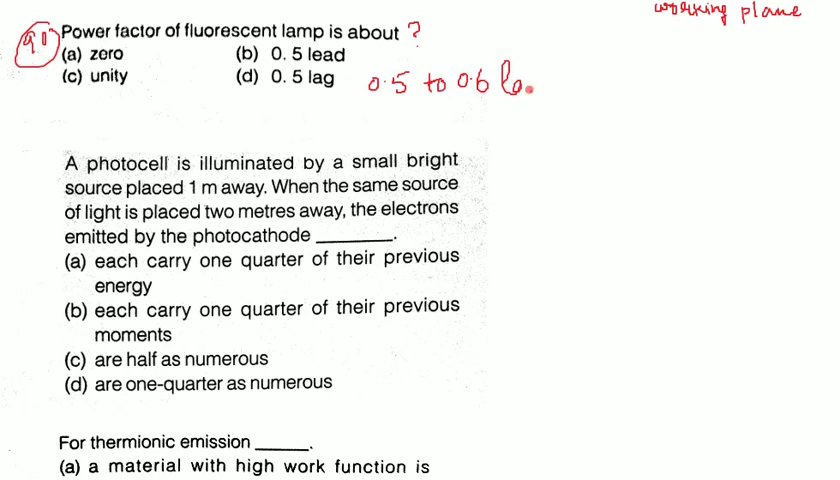 working plane
90 Power factor of fluorescent lamp is about ?
(a) zero (b) 0. 5 lead
(c) unity (d) 0. 5 lag 0.5 to 0.6
A photocell is illuminated by a small bright
source placed 1 m away. When the same source
of light is placed two metres away, the electrons
emitted by the photocathode ________.
(a) each carry one quarter of their previous
energy
(b) each carry one quarter of their previous
moments
(c) are half as numerous
(d) are one-quarter as numerous
For thermionic emission ______.
(a) a material with high work function is